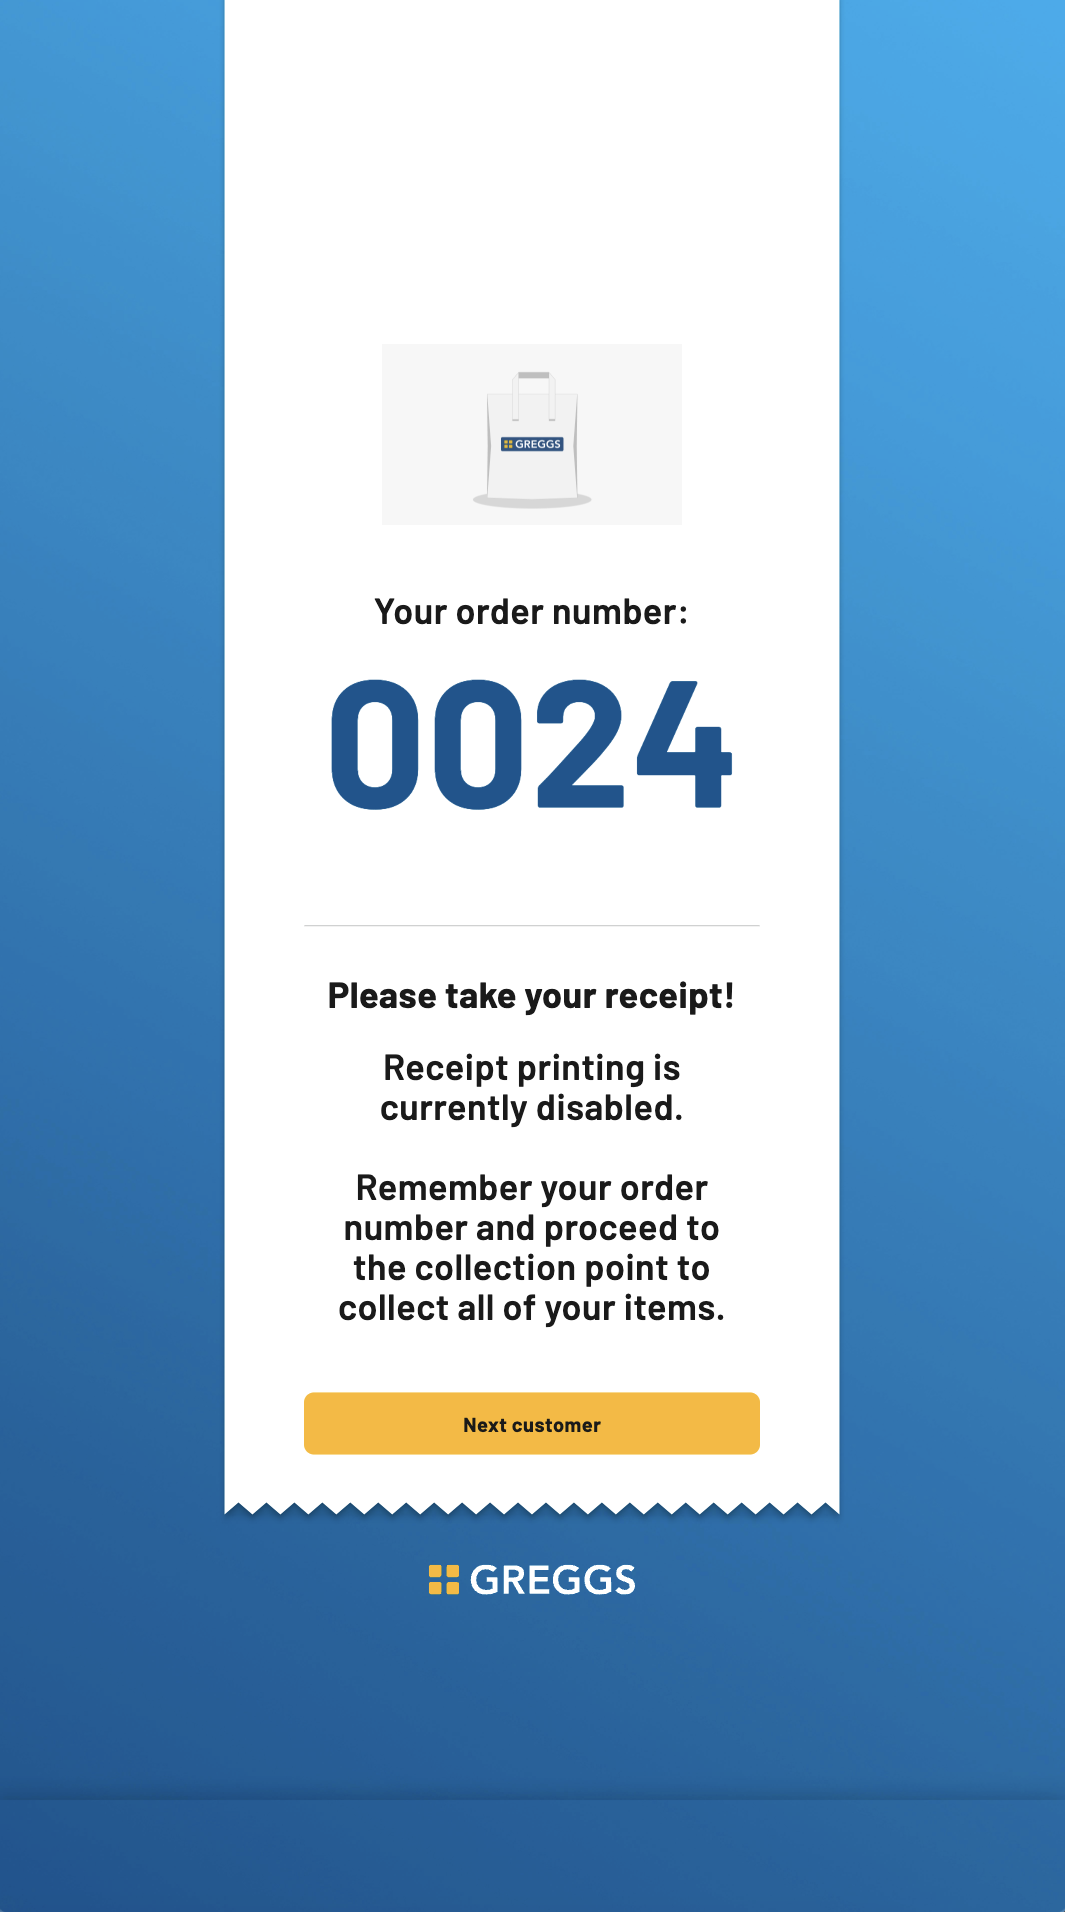 GREGGS
Your order number:
0024
Please take your receipt!
Receipt printing is
currently disabled.
Remember your order
number and proceed to
the collection point to
collect all of your items.
Next customer
GREGGS